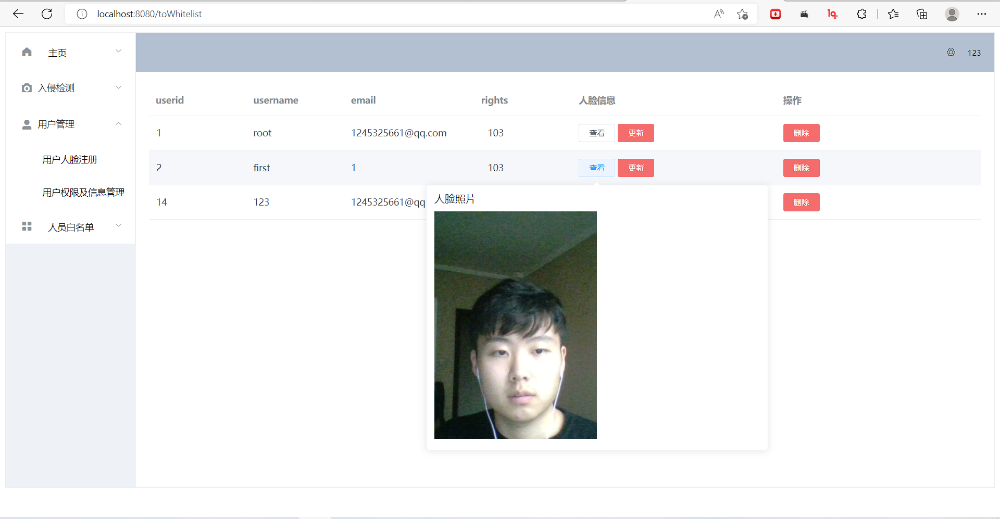 localhost:8080/toWhitelist
123
主页
入侵检测
用户管理
用户人脸注册
用户权限及信息管理
人员白名单
userid username email rights 人脸信息 操作
1 root 1245325661@qq.com 103 查看 更新 删除
2 first 1 103 查看 更新 删除
14 123 1245325661@qq 删除
人脸照片